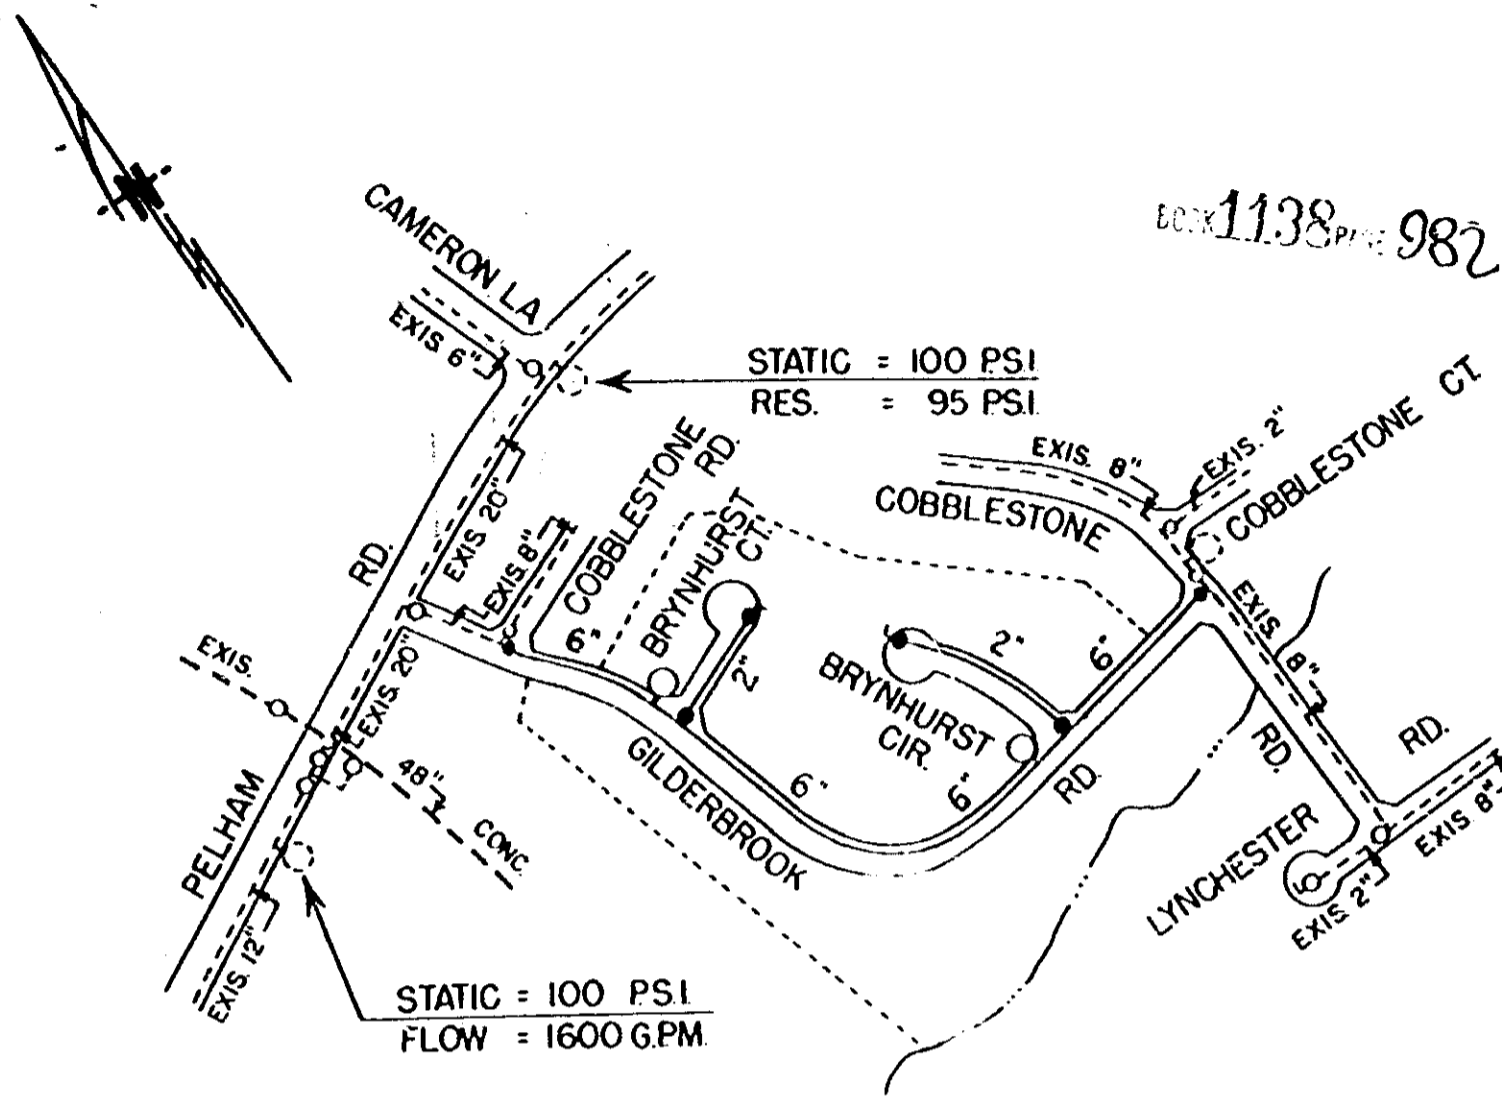 BOOK 1138 PAGE 982
CAMERON LA
EXIS. 6"
STATIC = 100 P.S.I.
RES. = 95 P.S.I.
EXIS. 8"
EXIS. 2"
COBBLESTONE CT.
COBBLESTONE
COBBLESTONE
RD.
BRYNHURST
CT.
EXIS. 20"
EXIS. 8"
RD.
6"
2"
2"
6"
EXIS.
8"
BRYNHURST
CIR.
EXIS.
EXIS. 20"
48"
CONC.
PELHAM
GILDERBROOK
6"
6"
RD.
RD.
RD.
LYNCHESTER
EXIS. 8"
EXIS. 2"
EXIS. 12"
STATIC = 100 P.S.I.
FLOW = 1600 G.P.M.